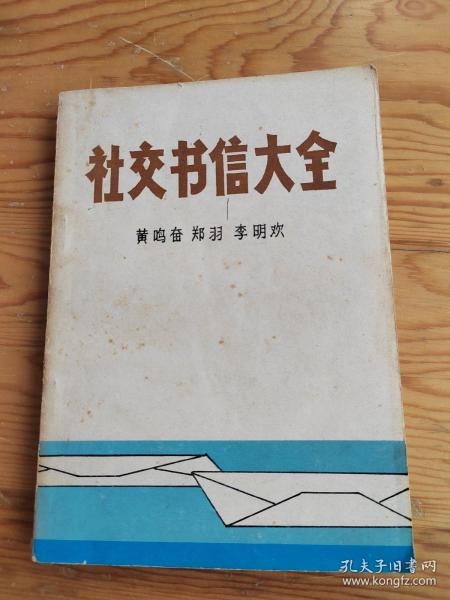 社交书信大全
黄鸣奋 郑羽 李明欢
孔夫子旧书网
www.kongfz.com